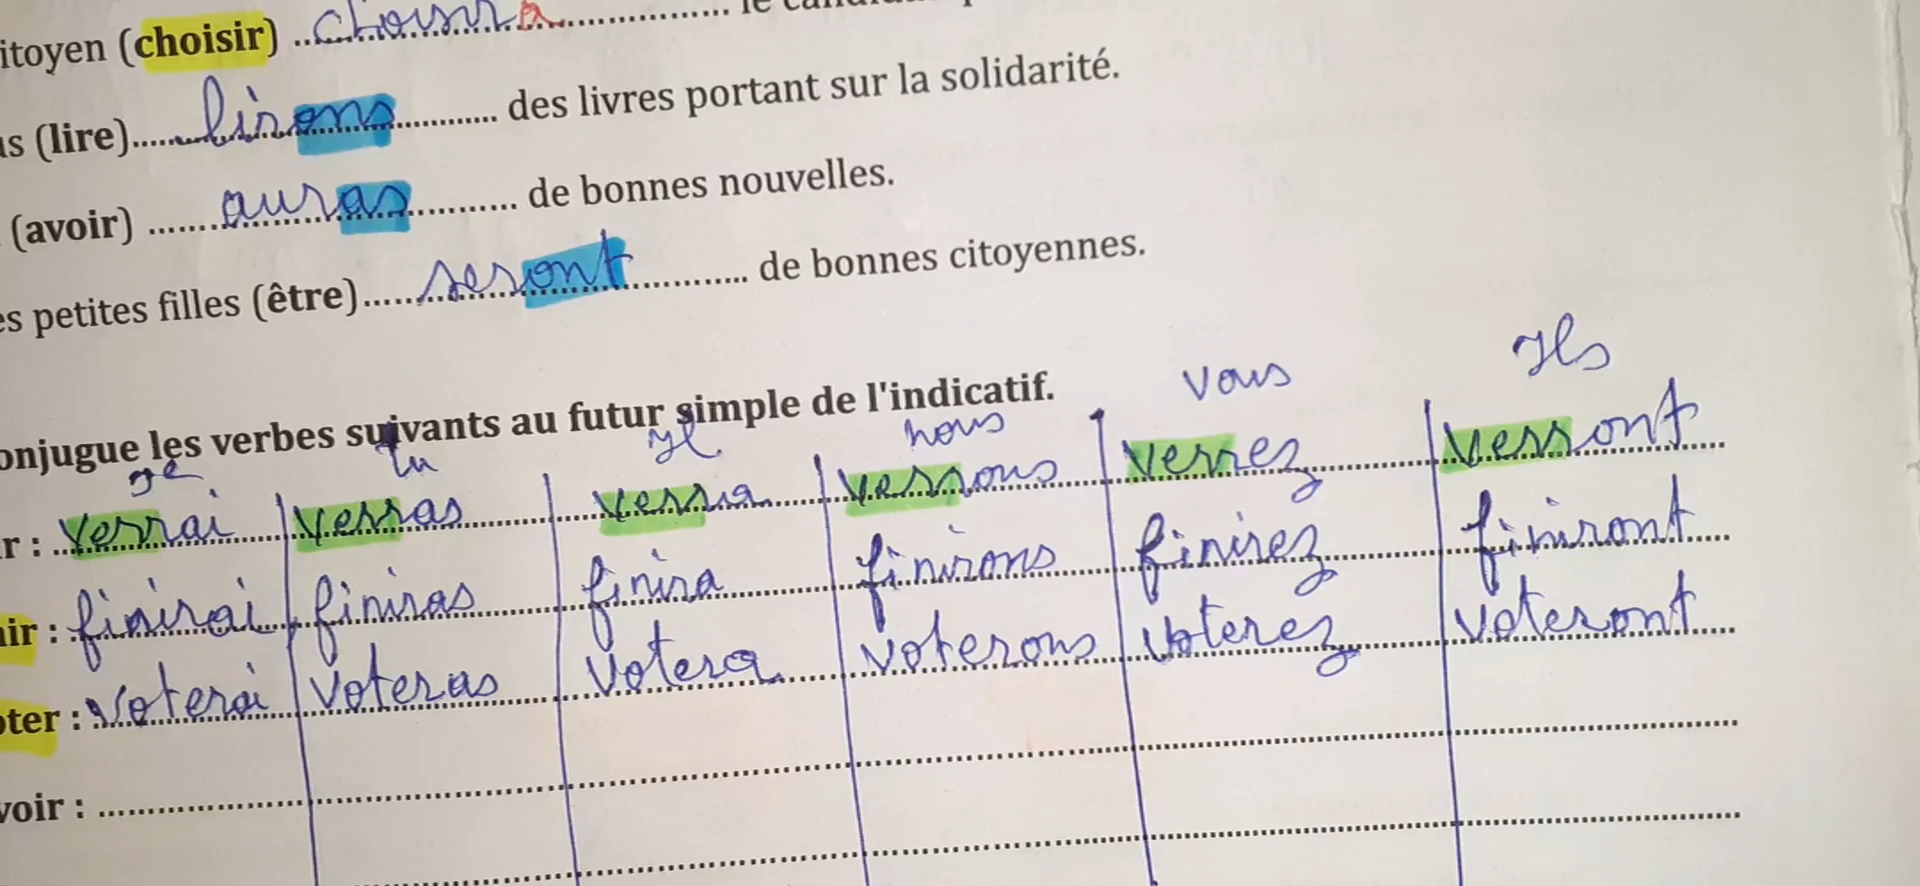 itoyen (choisir) choisira le
s (lire) lirons des livres portant sur la solidarité.
(avoir) auras de bonnes nouvelles.
es petites filles (être) seront de bonnes citoyennes.
onjugue les verbes suivants au futur simple de l'indicatif.
je tu Il nous vous Ils
r : verrai verras verra verrons verrez verront
ir : finirai finiras finira finirons finirez finiront
ter : voterai voteras votera voterons voterez voteront
voir :